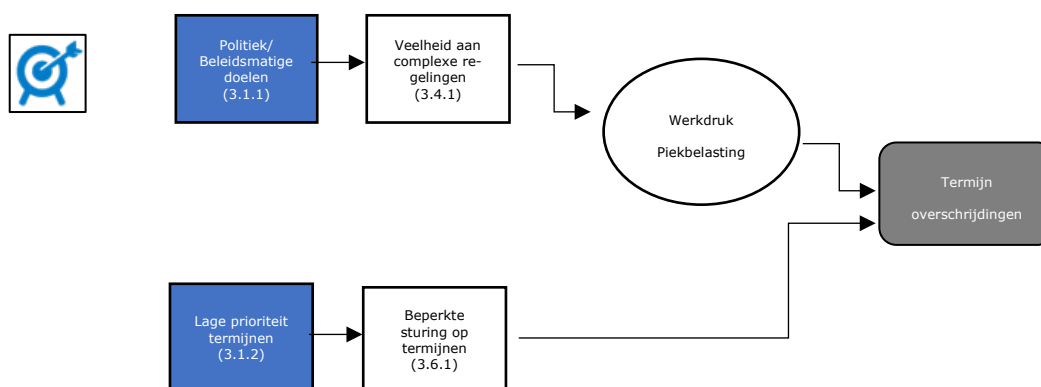 Politiek/
Beleidsmatige
doelen
(3.1.1)
Veelheid aan
complexe re-
gelingen
(3.4.1)
Werkdruk
Piekbelasting
Termijn
overschrijdingen
Lage prioriteit
termijnen
(3.1.2)
Beperkte
sturing op
termijnen
(3.6.1)